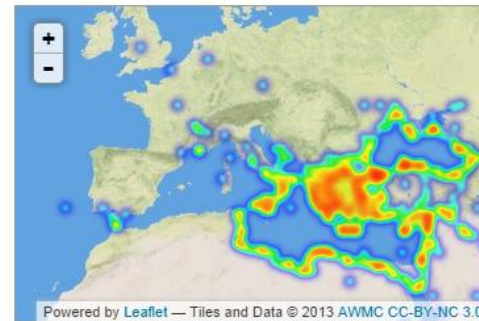 +
-
Powered by Leaflet — Tiles and Data © 2013 AWMC CC-BY-NC 3.0